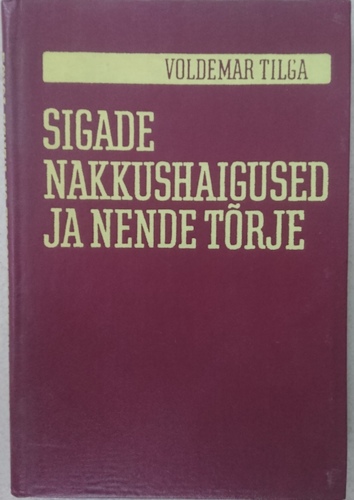 VOLDEMAR TILGA
SIGADE
NAKKUSHAIGUSED
JA NENDE TÕRJE